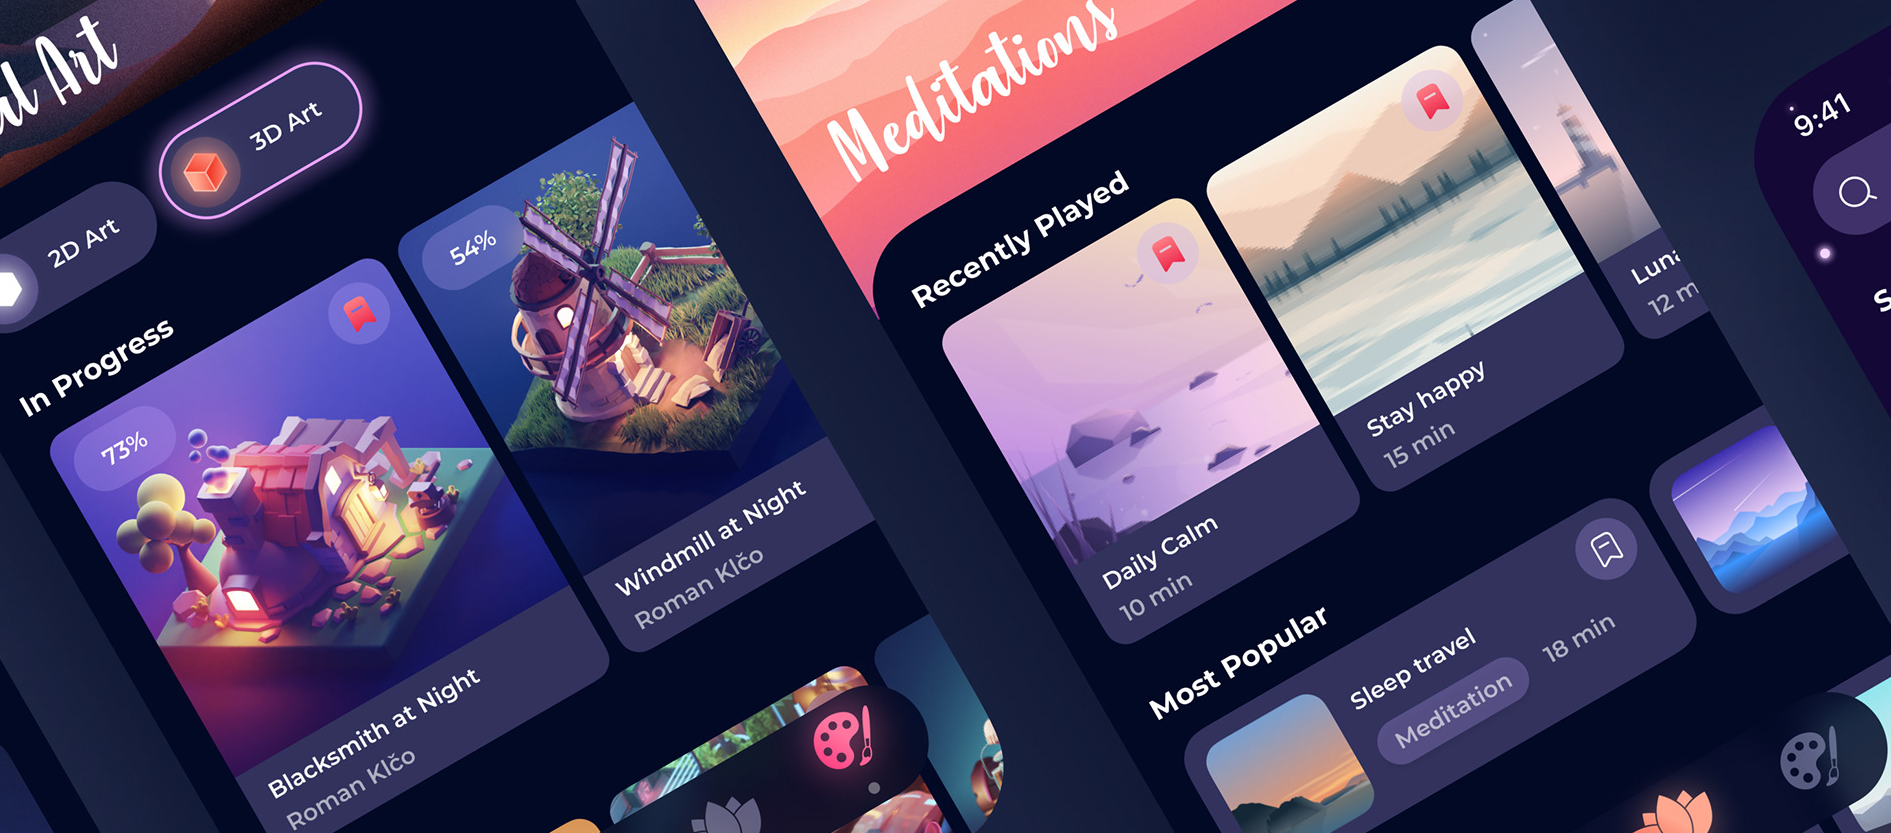 al Art
2D Art
3D Art
In Progress
73%
Blacksmith at Night
Roman Klčo
54%
Windmill at Night
Roman Klčo
Meditations
Recently Played
Daily Calm
10 min
Stay happy
15 min
Luna
12 m
Most Popular
Sleep travel
Meditation
18 min
9:41
S